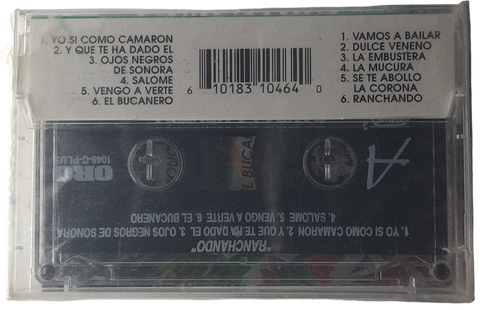 1. YO SI COMO CAMARON
2. Y QUE TE HA DADO EL
3. OJOS NEGROS
DE SONORA
4. SALOME
5. VENGO A VERTE
6. EL BUCANERO
6 10183 10464 0
1. VAMOS A BAILAR
2. DULCE VENENO
3. LA EMBUSTERA
4. LA MUCURA
5. SE TE ABOLLO
LA CORONA
6. RANCHANDO
A
ORO
1048-C-PLUS
"RANCHANDO"
1. YO SI COMO CAMARON 2. Y QUE TE HA DADO EL 3. OJOS NEGROS DE SONORA
4. SALOME 5. VENGO A VERTE 6. EL BUCANERO